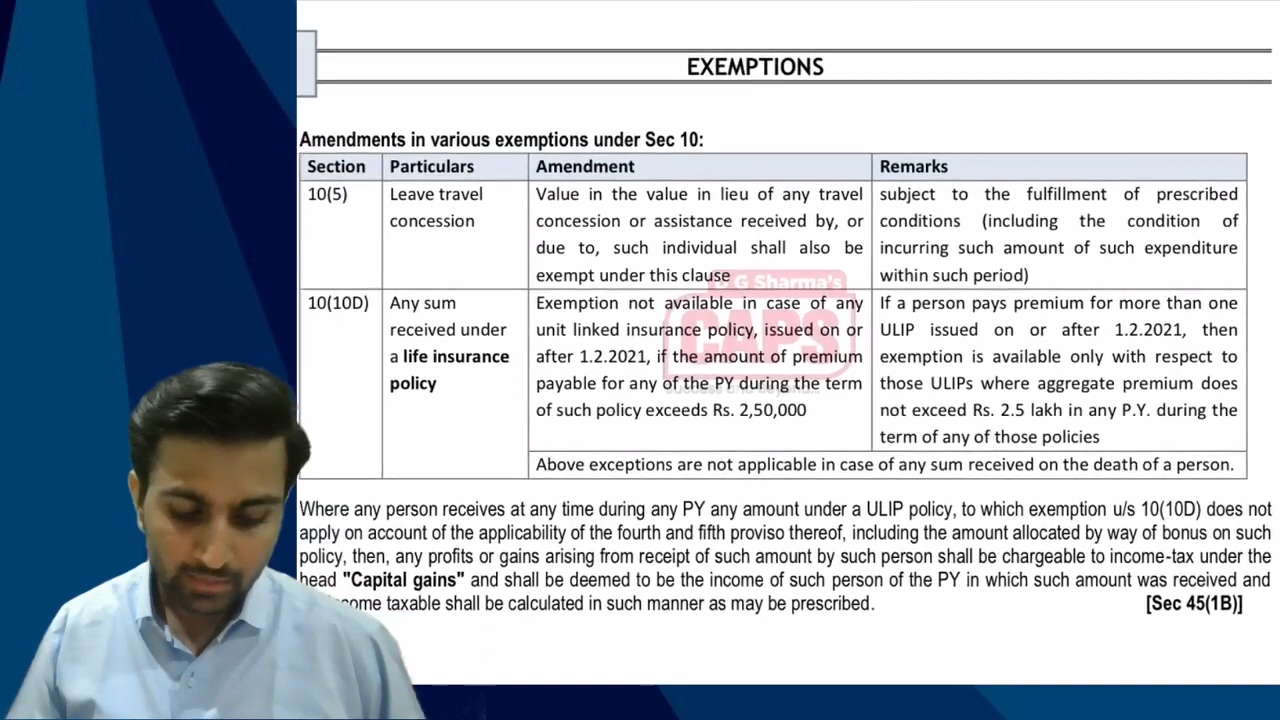 EXEMPTIONS
Amendments in various exemptions under Sec 10:
Section Particulars Amendment Remarks
10(5)
Leave travel
concession
Value in the value in lieu of any travel
concession or assistance received by, or
due to, such individual shall also be
exempt under this clause
subject to the fulfillment of prescribed
conditions (including the condition of
incurring such amount of such expenditure
within such period)
10(10D)
Any sum
received under
a life insurance
policy
Exemption not available in case of any
unit linked insurance policy, issued on or
after 1.2.2021, if the amount of premium
payable for any of the PY during the term
of such policy exceeds Rs. 2,50,000
If a person pays premium for more than one
ULIP issued on or after 1.2.2021, then
exemption is available only with respect to
those ULIPs where aggregate premium does
not exceed Rs. 2.5 lakh in any P.Y. during the
term of any of those policies
Above exceptions are not applicable in case of any sum received on the death of a person.
G Sharma's
CAPS
Where any person receives at any time during any PY any amount under a ULIP policy, to which exemption u/s 10(10D) does not
apply on account of the applicability of the fourth and fifth proviso thereof, including the amount allocated by way of bonus on such
policy, then, any profits or gains arising from receipt of such amount by such person shall be chargeable to income-tax under the
head "Capital gains" and shall be deemed to be the income of such person of the PY in which such amount was received and
taxable shall be calculated in such manner as may be prescribed. [Sec 45(1B)]